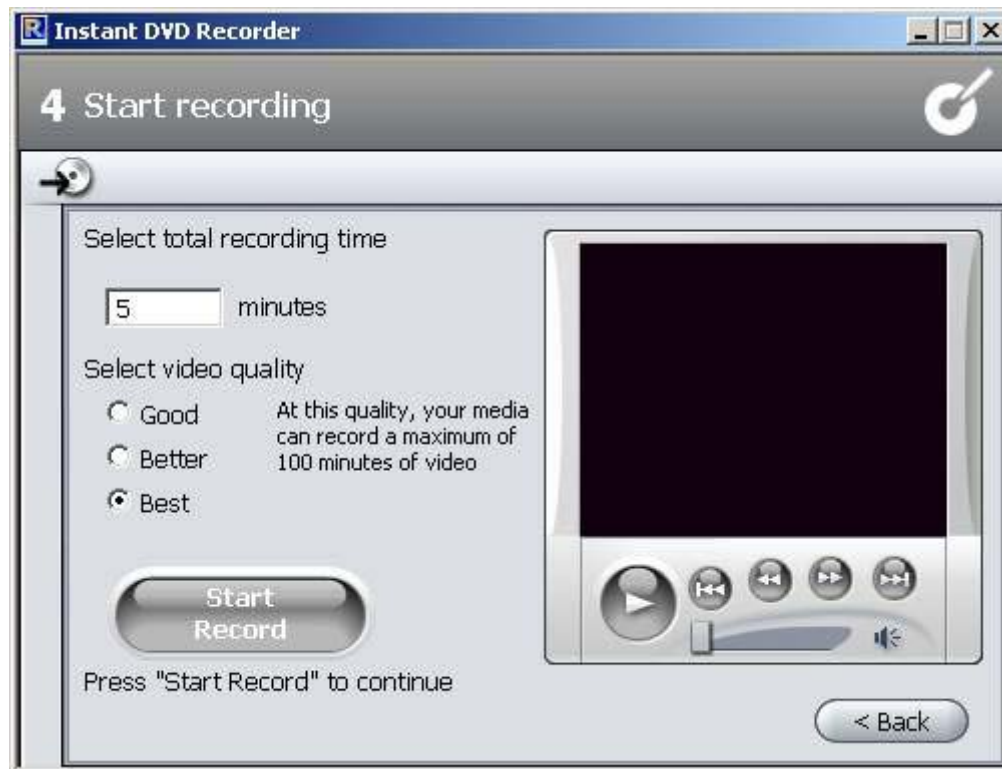 Instant DVD Recorder
4 Start recording
Select total recording time
5 minutes
Select video quality
Good
Better
Best
At this quality, your media
can record a maximum of
100 minutes of video
Start
Record
Press "Start Record" to continue
< Back